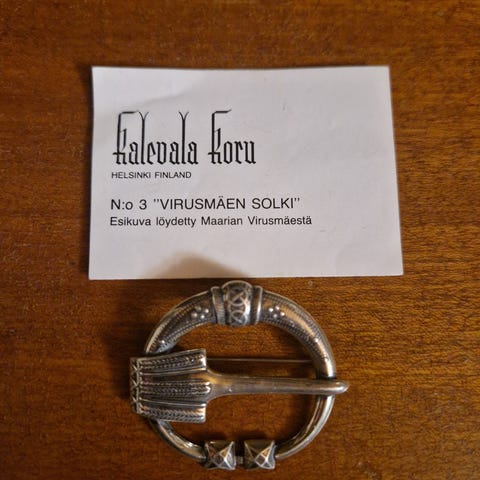 Kalevala Koru
HELSINKI FINLAND
N:o 3 "VIRUSMÄEN SOLKI"
Esikuva löydetty Maarian Virusmäestä